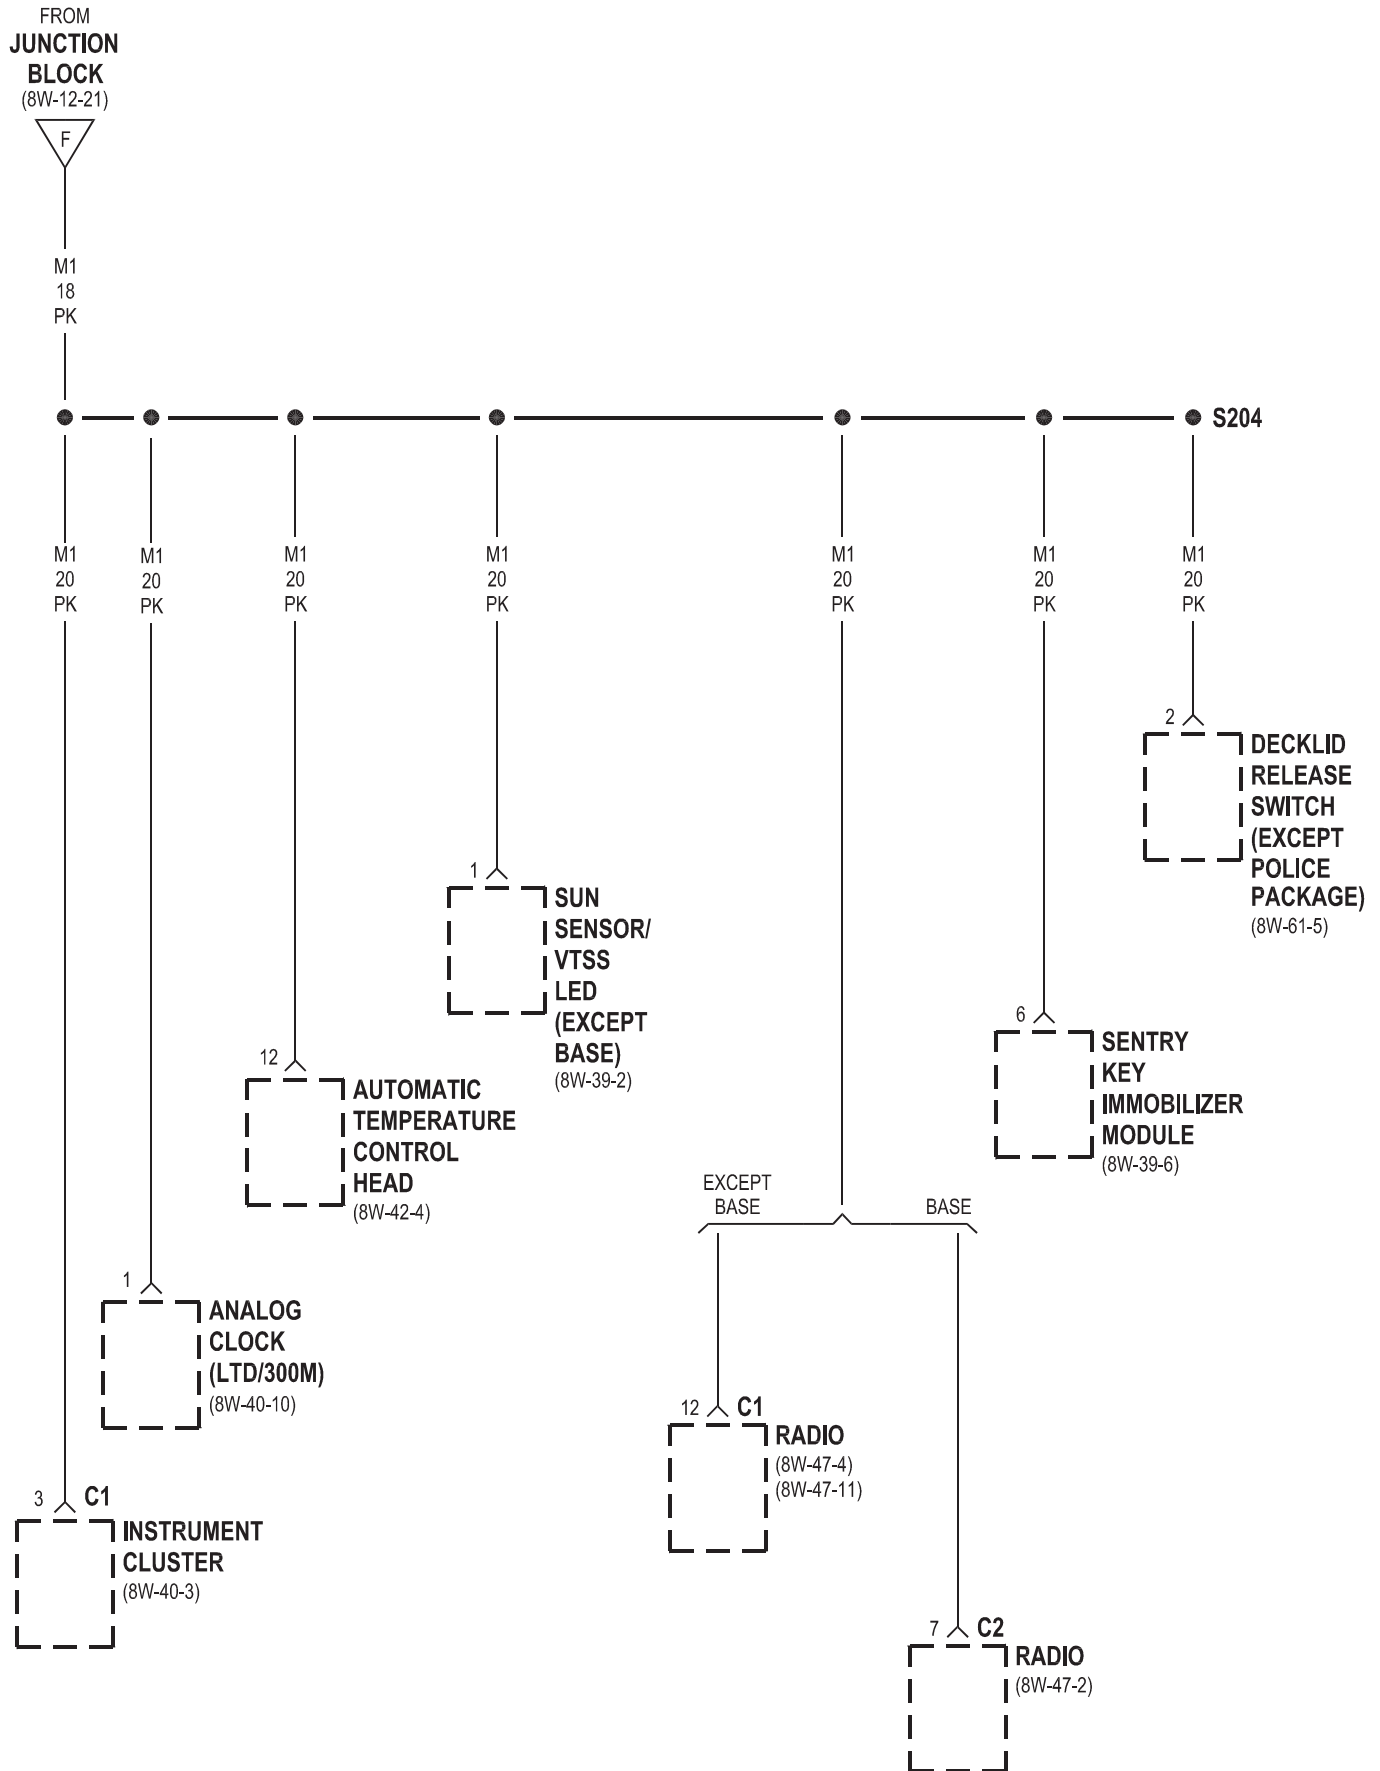 FROM
JUNCTION
BLOCK
(8W-12-21)
F
M1
18
PK
S204
M1
20
PK
M1
20
PK
M1
20
PK
M1
20
PK
M1
20
PK
M1
20
PK
M1
20
PK
2
DECKLID
RELEASE
SWITCH
(EXCEPT
POLICE
PACKAGE)
(8W-61-5)
1
SUN
SENSOR/
VTSS
LED
(EXCEPT
BASE)
(8W-39-2)
6
SENTRY
KEY
IMMOBILIZER
MODULE
(8W-39-6)
12
AUTOMATIC
TEMPERATURE
CONTROL
HEAD
(8W-42-4)
EXCEPT
BASE
BASE
1
ANALOG
CLOCK
(LTD/300M)
(8W-40-10)
12 C1
RADIO
(8W-47-4)
(8W-47-11)
3 C1
INSTRUMENT
CLUSTER
(8W-40-3)
7 C2
RADIO
(8W-47-2)